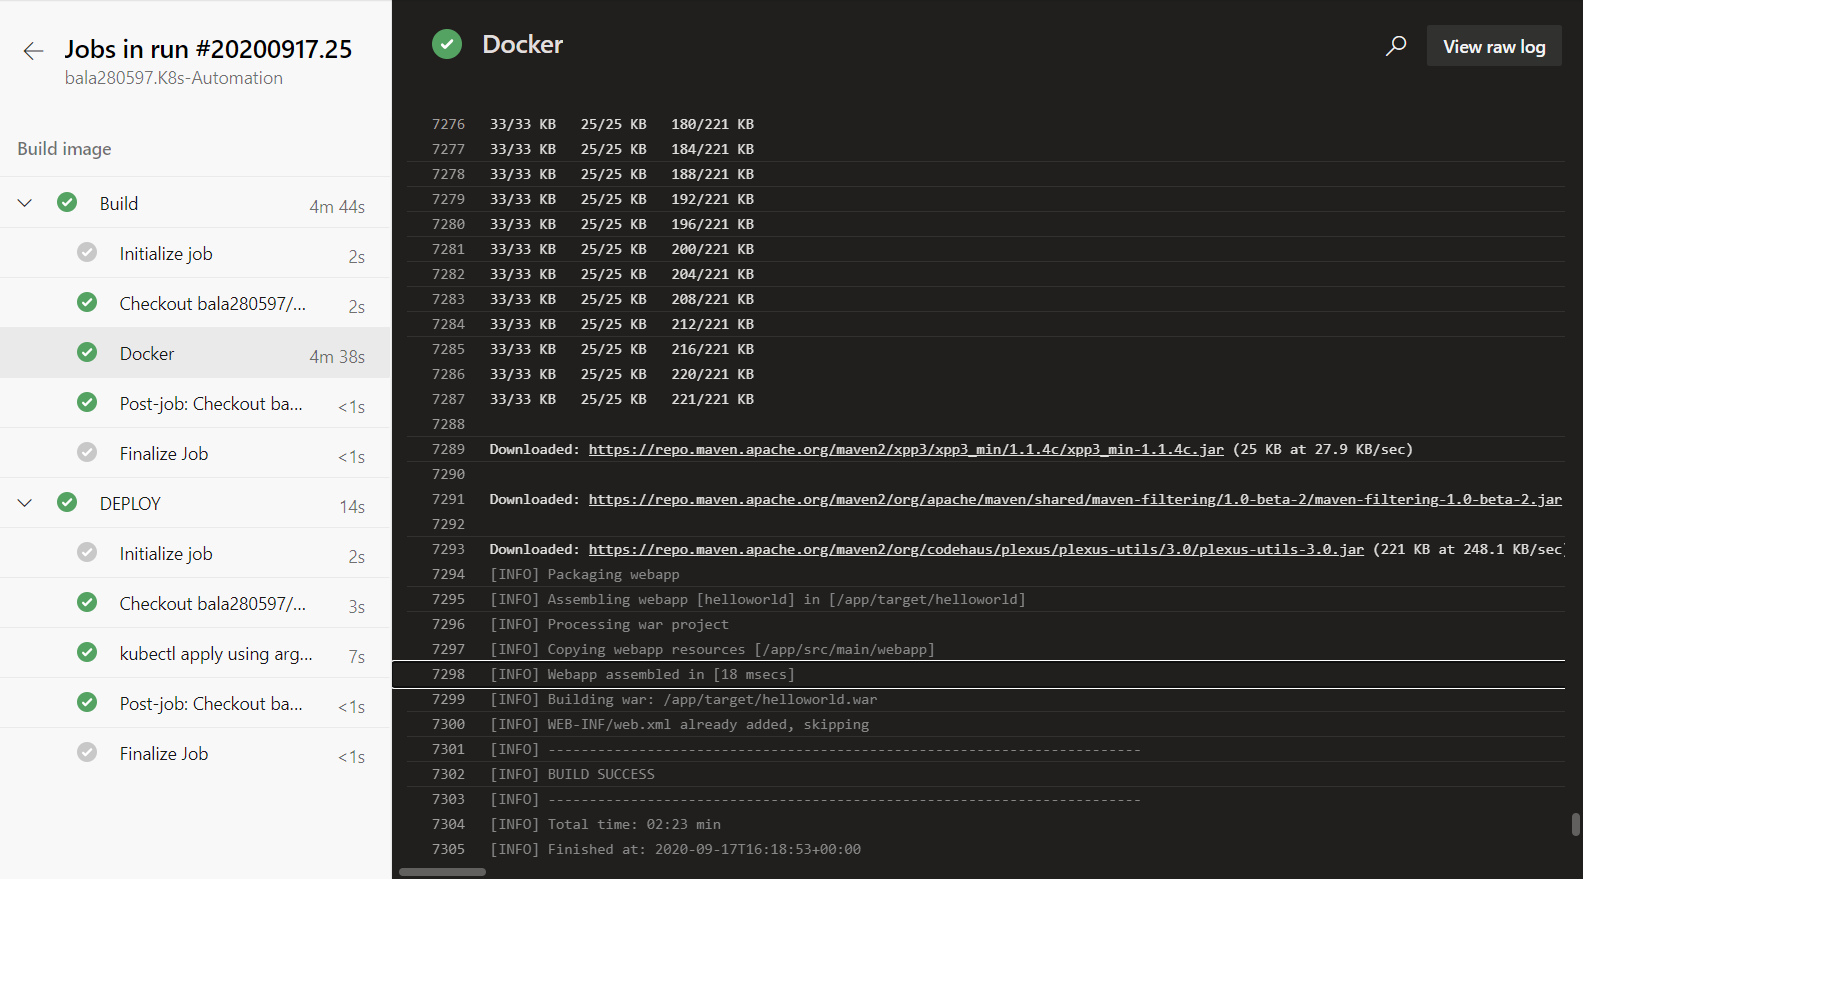 Jobs in run #20200917.25
bala280597.K8s-Automation
Build image
Build 4m 44s
Initialize job 2s
Checkout bala280597/... 2s
Docker 4m 38s
Post-job: Checkout ba... <1s
Finalize Job <1s
DEPLOY 14s
Initialize job 2s
Checkout bala280597/... 3s
kubectl apply using arg... 7s
Post-job: Checkout ba... <1s
Finalize Job <1s
Docker
View raw log
7276 33/33 KB 25/25 KB 180/221 KB
7277 33/33 KB 25/25 KB 184/221 KB
7278 33/33 KB 25/25 KB 188/221 KB
7279 33/33 KB 25/25 KB 192/221 KB
7280 33/33 KB 25/25 KB 196/221 KB
7281 33/33 KB 25/25 KB 200/221 KB
7282 33/33 KB 25/25 KB 204/221 KB
7283 33/33 KB 25/25 KB 208/221 KB
7284 33/33 KB 25/25 KB 212/221 KB
7285 33/33 KB 25/25 KB 216/221 KB
7286 33/33 KB 25/25 KB 220/221 KB
7287 33/33 KB 25/25 KB 221/221 KB
7288
7289 Downloaded: https://repo.maven.apache.org/maven2/xpp3/xpp3_min/1.1.4c/xpp3_min-1.1.4c.jar (25 KB at 27.9 KB/sec)
7290
7291 Downloaded: https://repo.maven.apache.org/maven2/org/apache/maven/shared/maven-filtering/1.0-beta-2/maven-filtering-1.0-beta-2.jar
7292
7293 Downloaded: https://repo.maven.apache.org/maven2/org/codehaus/plexus/plexus-utils/3.0/plexus-utils-3.0.jar (221 KB at 248.1 KB/sec)
7294 [INFO] Packaging webapp
7295 [INFO] Assembling webapp [helloworld] in [/app/target/helloworld]
7296 [INFO] Processing war project
7297 [INFO] Copying webapp resources [/app/src/main/webapp]
7298 [INFO] Webapp assembled in [18 msecs]
7299 [INFO] Building war: /app/target/helloworld.war
7300 [INFO] WEB-INF/web.xml already added, skipping
7301 [INFO] ------------------------------------------------------------------------
7302 [INFO] BUILD SUCCESS
7303 [INFO] ------------------------------------------------------------------------
7304 [INFO] Total time: 02:23 min
7305 [INFO] Finished at: 2020-09-17T16:18:53+00:00